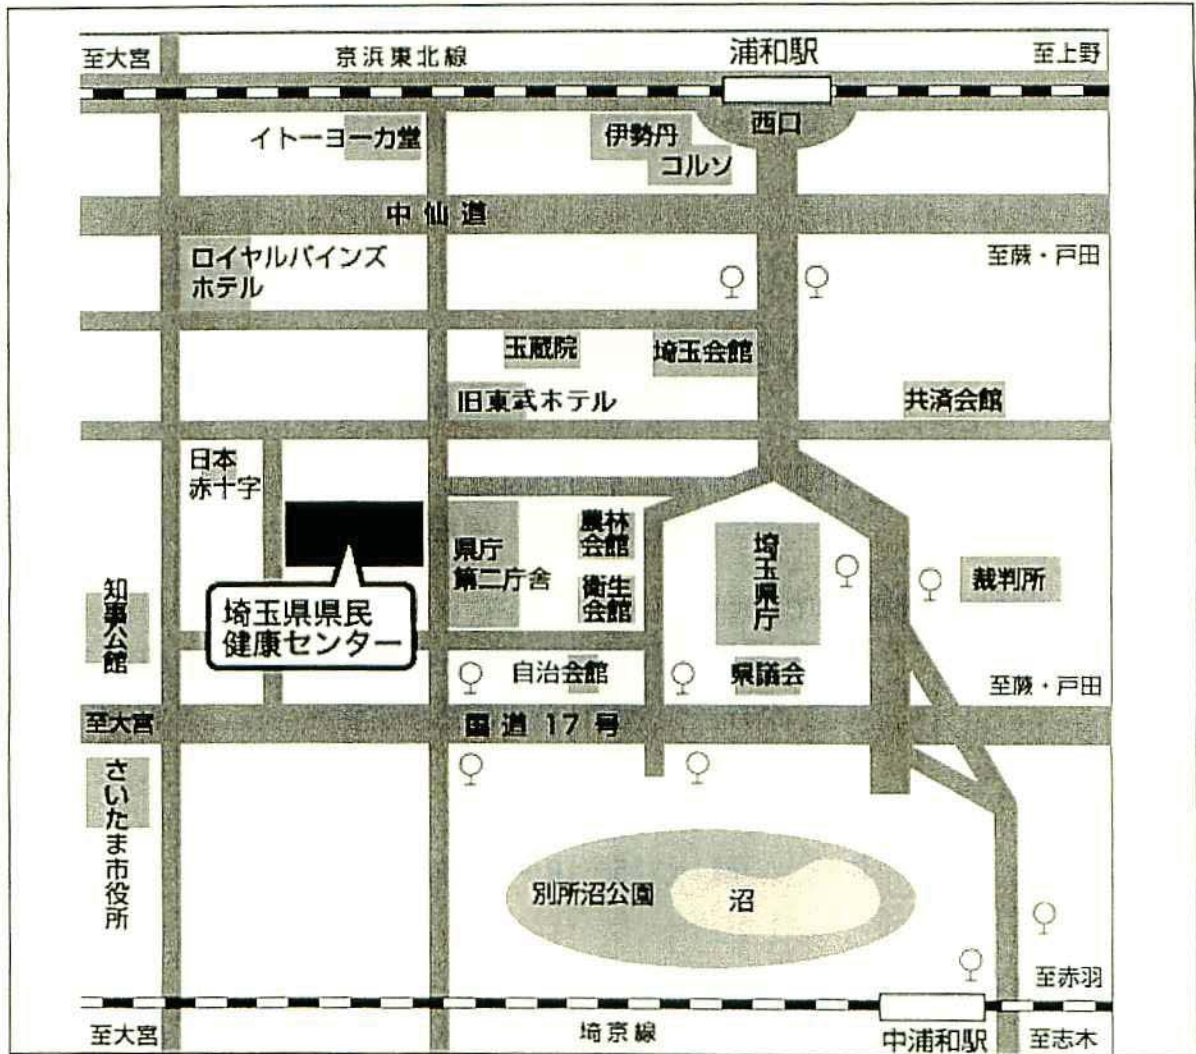 至大宮
京浜東北線
浦和駅
至上野
西口
イトーヨーカ堂
伊勢丹
コルソ
中仙道
ロイヤルパインズ
ホテル
至蕨・戸田
玉蔵院
埼玉会館
旧東武ホテル
共済会館
日本
赤十字
県庁
第二庁舎
農林
会館
衛生
会館
埼玉県庁
裁判所
知事公館
埼玉県県民
健康センター
自治会館
県議会
至蕨・戸田
至大宮
国道17号
さいたま市役所
別所沼公園
沼
至赤羽
至大宮
埼京線
中浦和駅
至志木